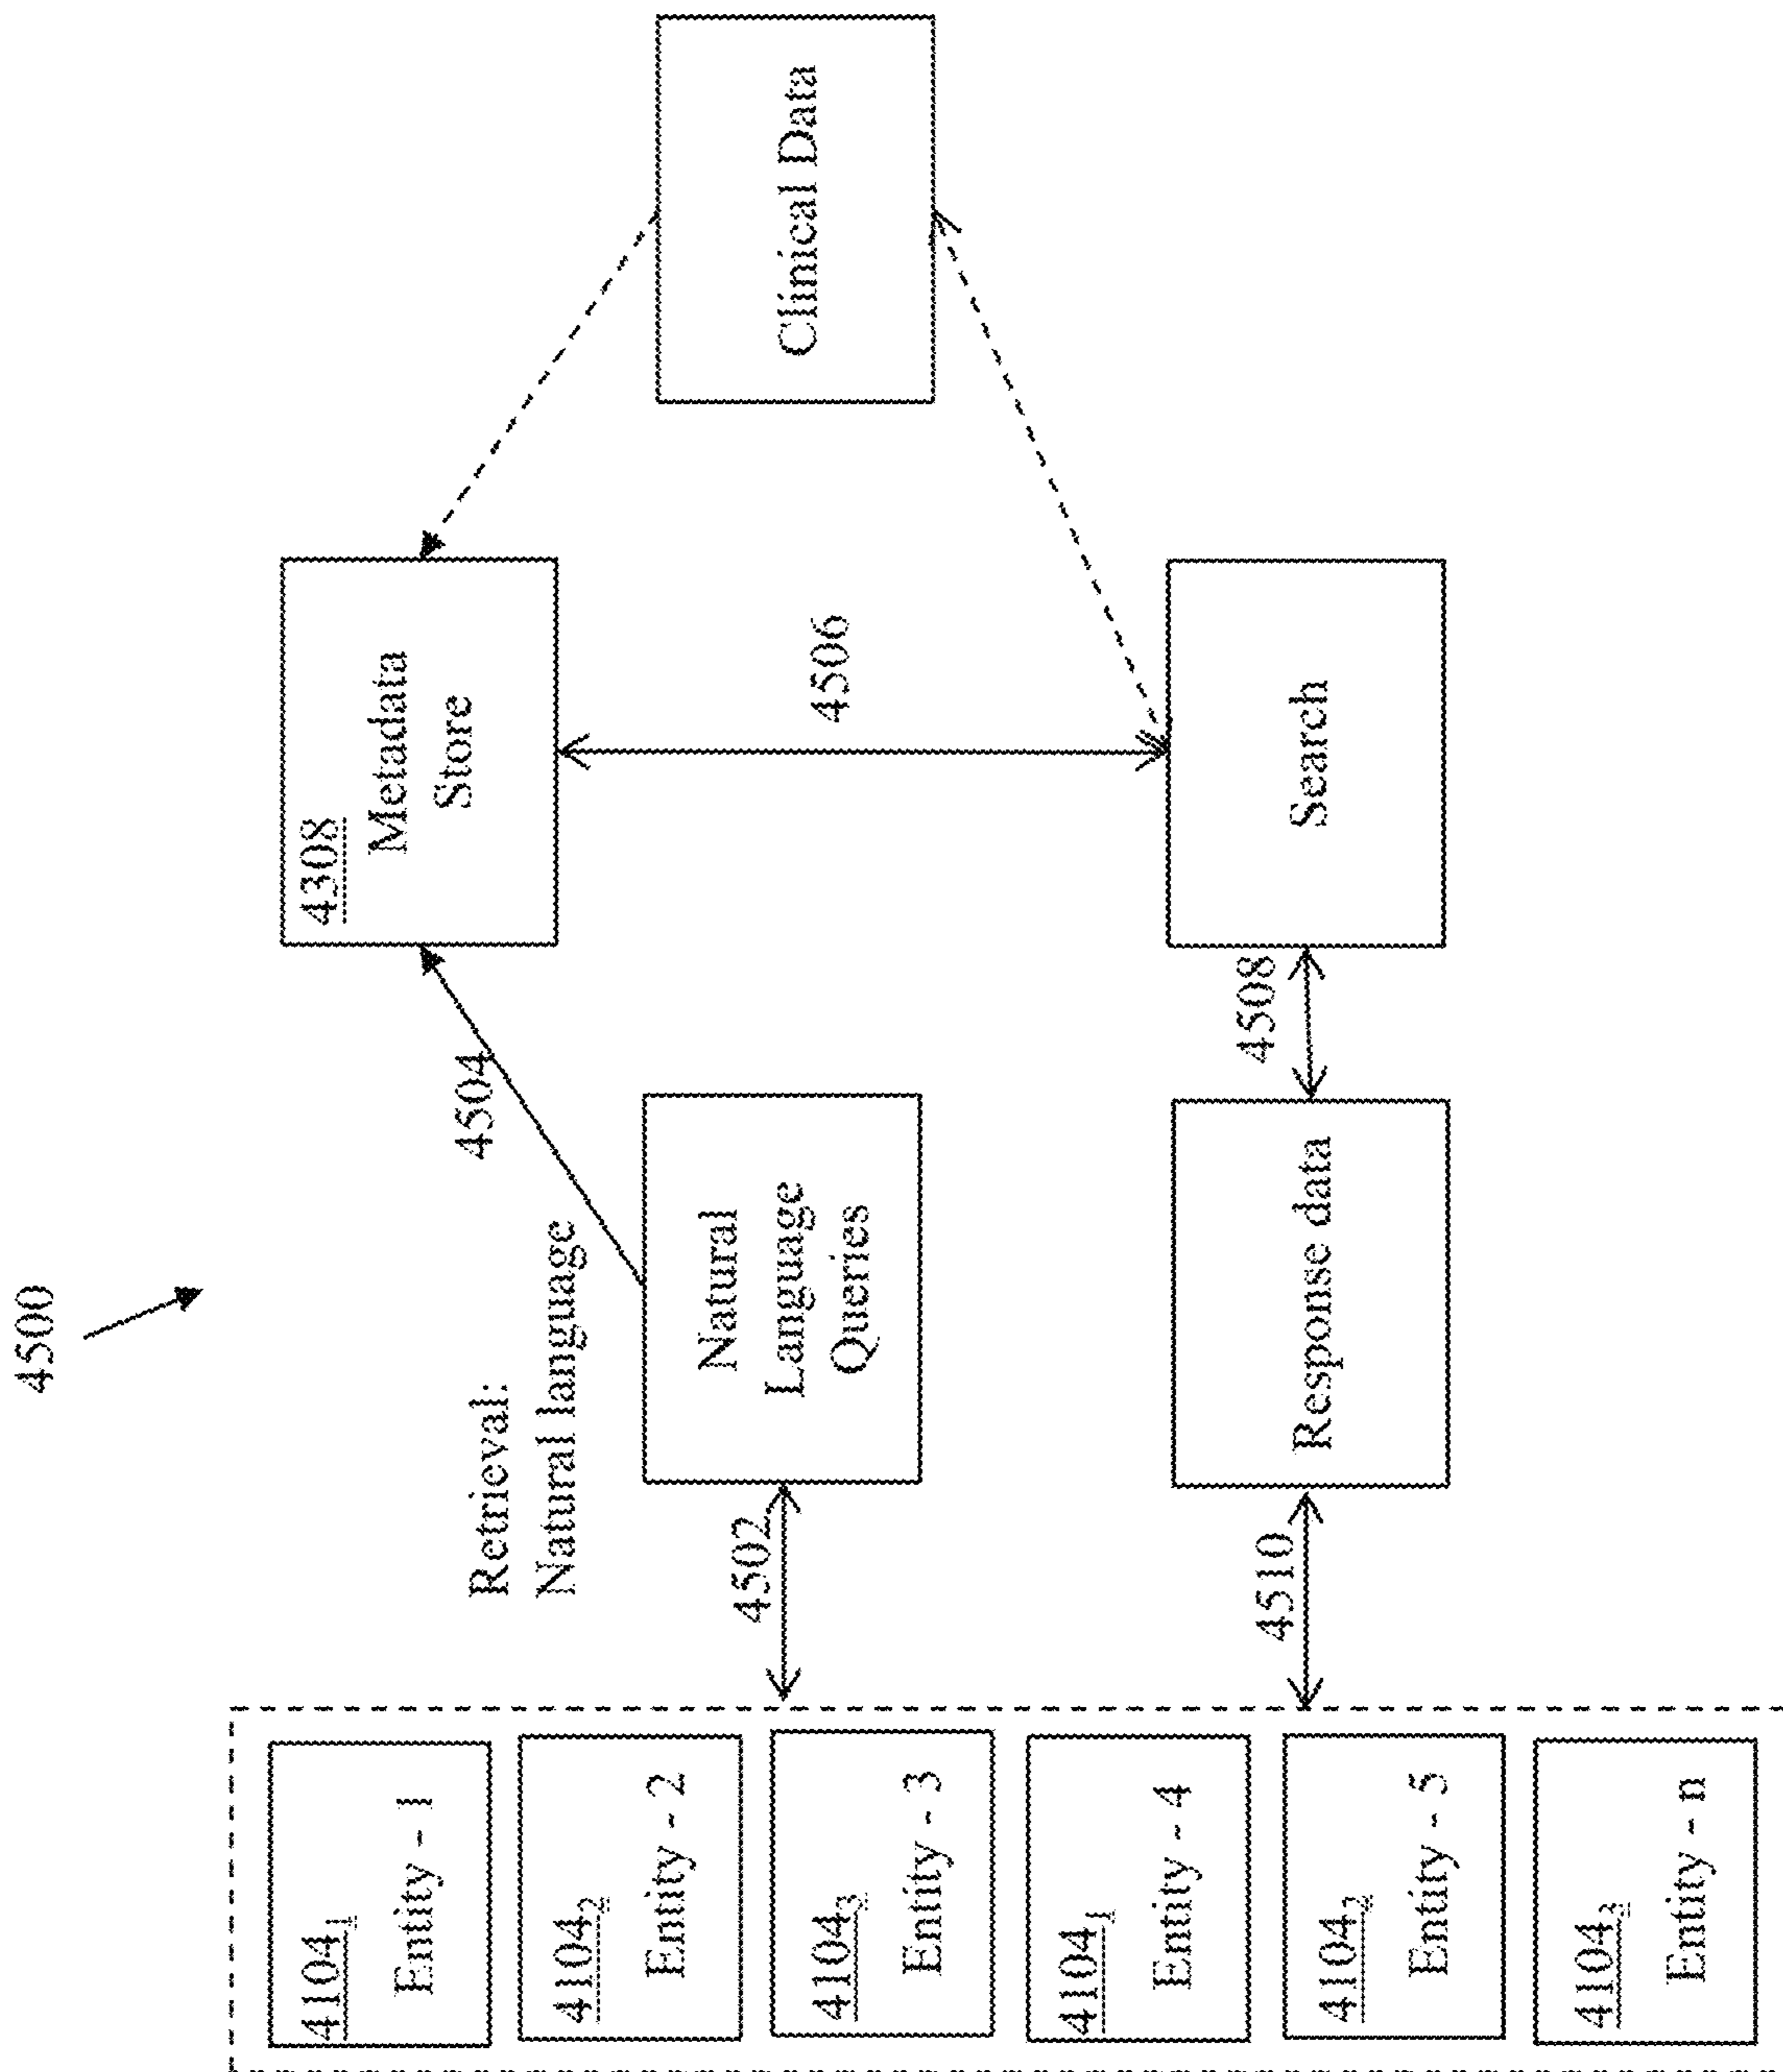 4500
Retrieval:
Natural language
4104₁
Entity - 1
4104₂
Entity - 2
4104₃
Entity - 3
4104₁
Entity - 4
4104₂
Entity - 5
4104₃
Entity - n
4502
Natural
Language
Queries
4504
4308
Metadata
Store
4506
Clinical Data
Search
4508
Response data
4510